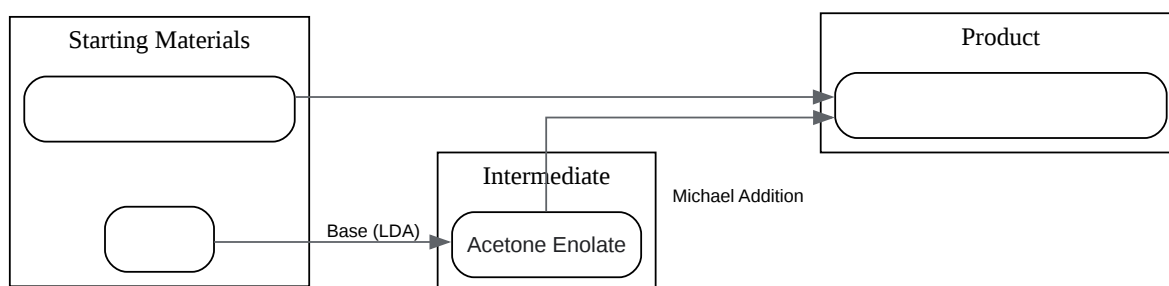 Starting Materials
Product
Intermediate
Michael Addition
Base (LDA)
Acetone Enolate